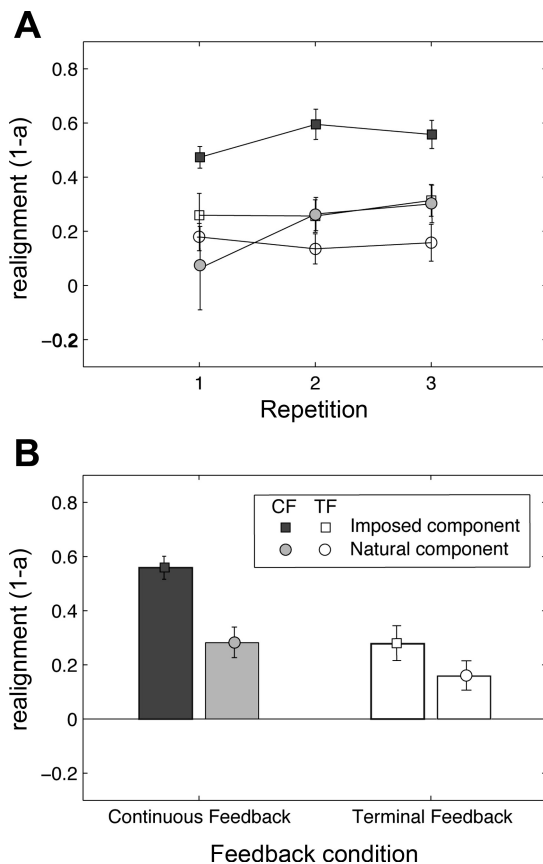 A
realignment (1-a)
0.8
0.6
0.4
0.2
0
−0.2
1 2 3
Repetition
B
realignment (1-a)
0.8
0.6
0.4
0.2
0
−0.2
CF TF
Imposed component
Natural component
Continuous Feedback Terminal Feedback
Feedback condition